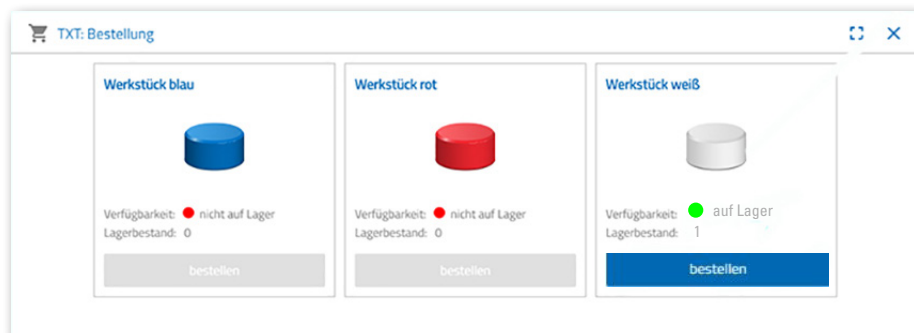 TXT: Bestellung
Werkstück blau
Verfügbarkeit: nicht auf Lager
Lagerbestand: 0
bestellen
Werkstück rot
Verfügbarkeit: nicht auf Lager
Lagerbestand: 0
bestellen
Werkstück weiß
Verfügbarkeit: auf Lager
Lagerbestand: 1
bestellen